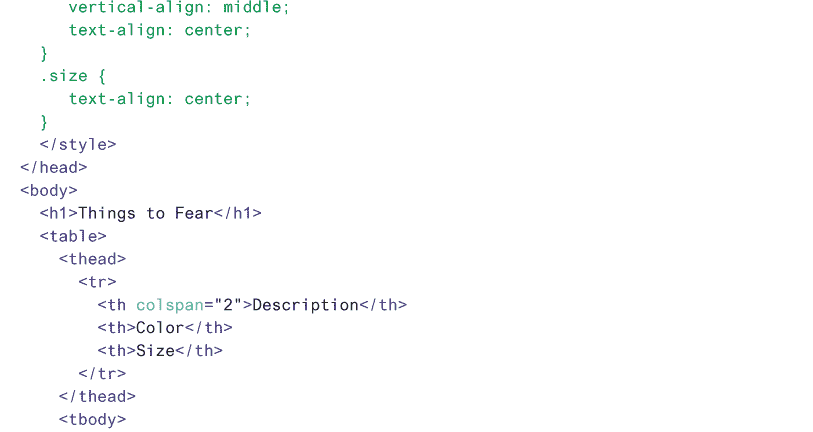 vertical-align: middle;
text-align: center;
}
.size {
text-align: center;
}
</style>
</head>
<body>
<h1>Things to Fear</h1>
<table>
<thead>
<tr>
<th colspan="2">Description</th>
<th>Color</th>
<th>Size</th>
</tr>
</thead>
<tbody>